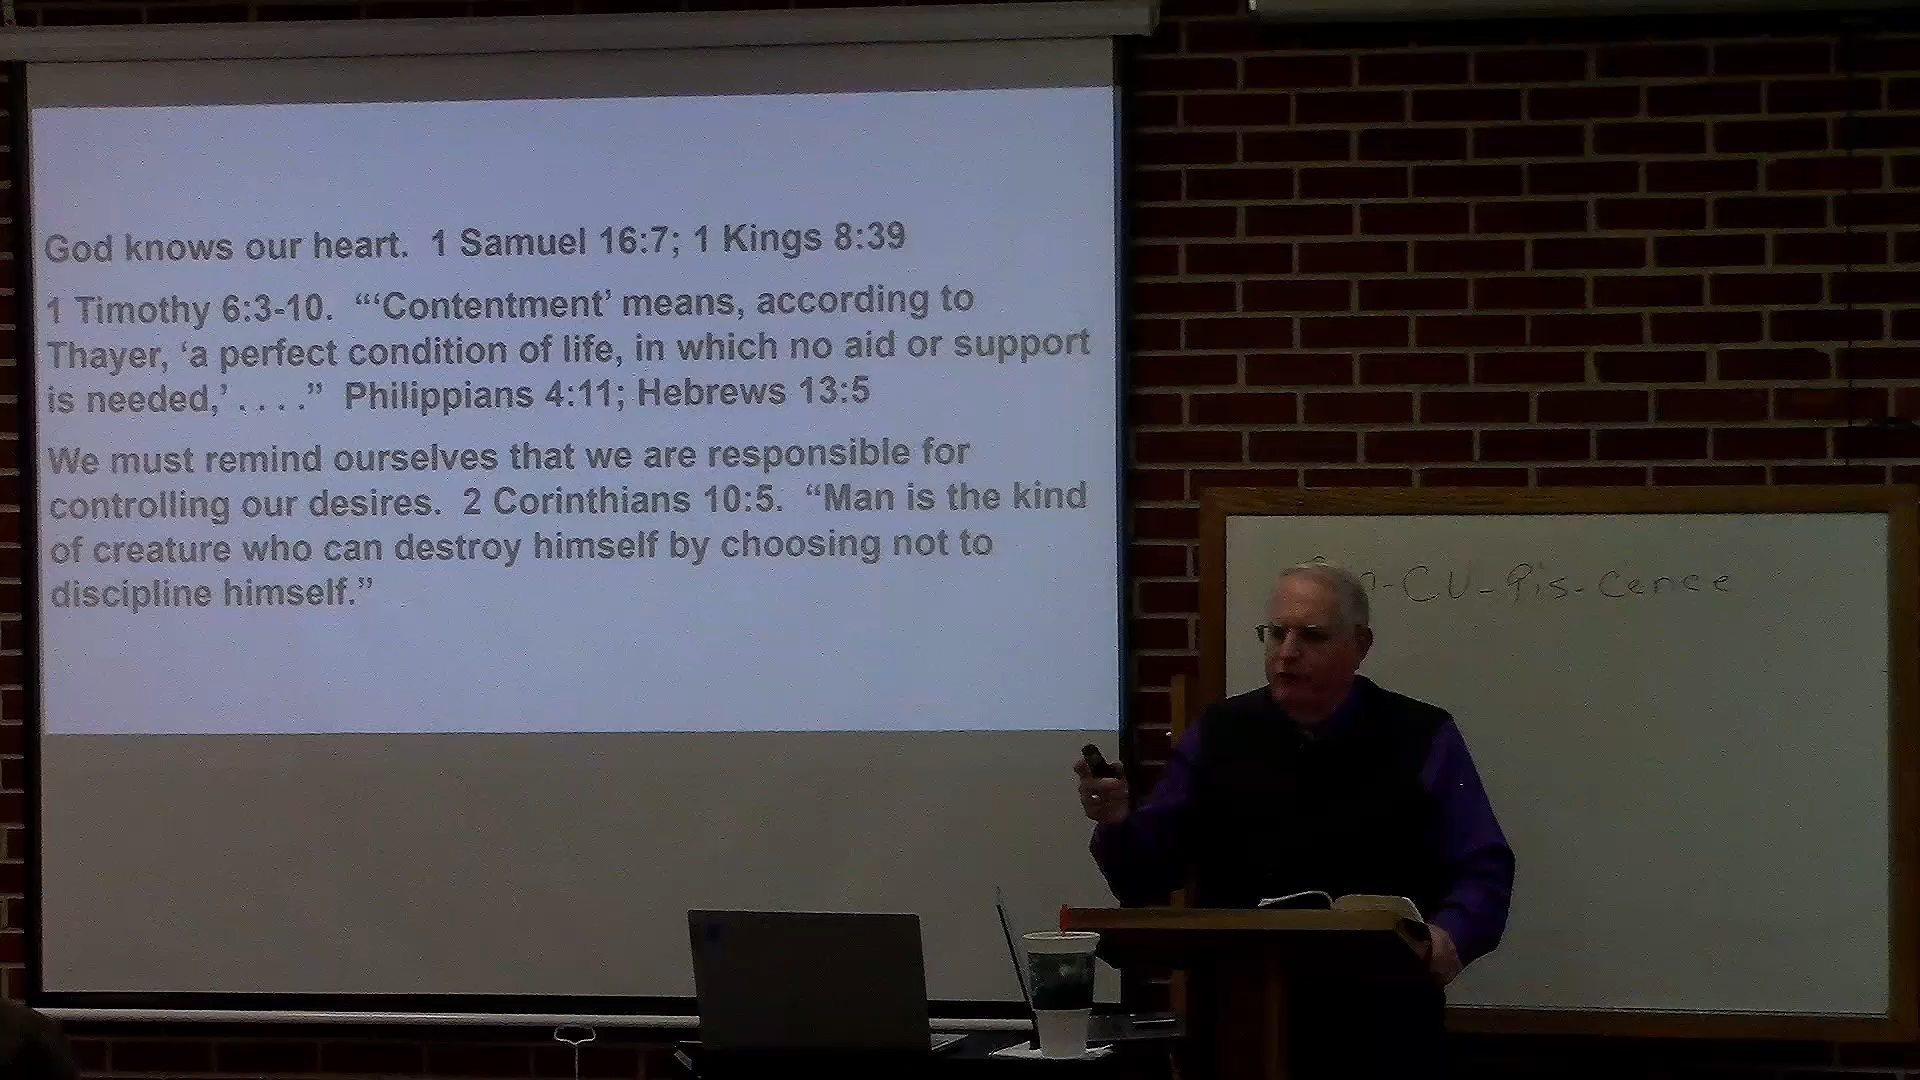 God knows our heart.  1 Samuel 16:7; 1 Kings 8:39
1 Timothy 6:3-10.  “‘Contentment’ means, according to
Thayer, ‘a perfect condition of life, in which no aid or support
is needed,’ . . . .”  Philippians 4:11; Hebrews 13:5
We must remind ourselves that we are responsible for
controlling our desires.  2 Corinthians 10:5.  “Man is the kind
of creature who can destroy himself by choosing not to
discipline himself.”
-CU-Pis-cence